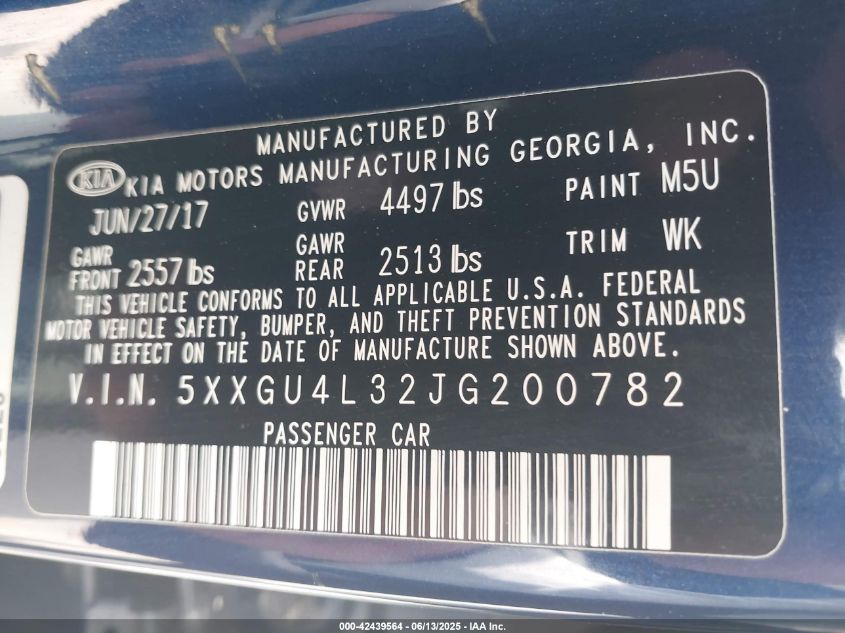 MANUFACTURED BY
KIA KIA MOTORS MANUFACTURING GEORGIA, INC.
JUN/27/17 GVWR 4497 lbs PAINT M5U
GAWR FRONT 2557 lbs GAWR REAR 2513 lbs TRIM WK
THIS VEHICLE CONFORMS TO ALL APPLICABLE U.S.A. FEDERAL
MOTOR VEHICLE SAFETY, BUMPER, AND THEFT PREVENTION STANDARDS
IN EFFECT ON THE DATE OF MANUFACTURE SHOWN ABOVE.
V.I.N. 5XXGU4L32JG200782
PASSENGER CAR
000-42439564 - 06/13/2025 - IAA Inc.